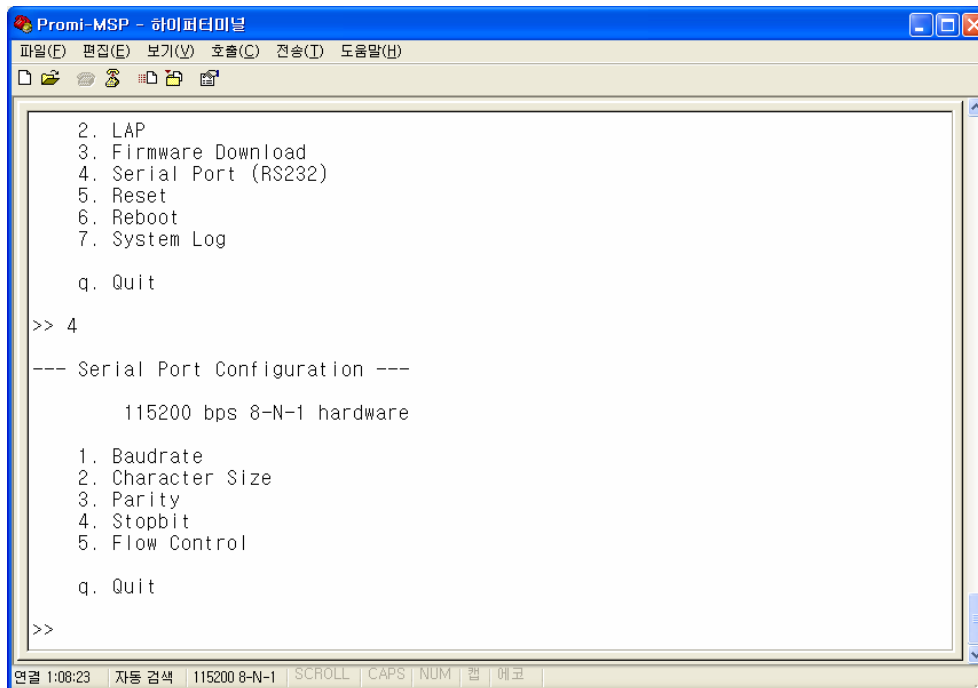 Promi-MSP - 하이퍼터미널
파일(F) 편집(E) 보기(V) 호출(C) 전송(T) 도움말(H)
2. LAP
3. Firmware Download
4. Serial Port (RS232)
5. Reset
6. Reboot
7. System Log
q. Quit
>> 4
--- Serial Port Configuration ---
115200 bps 8-N-1 hardware
1. Baudrate
2. Character Size
3. Parity
4. Stopbit
5. Flow Control
q. Quit
>>
연결 1:08:23 자동 검색 115200 8-N-1 SCROLL CAPS NUM 캡 에코